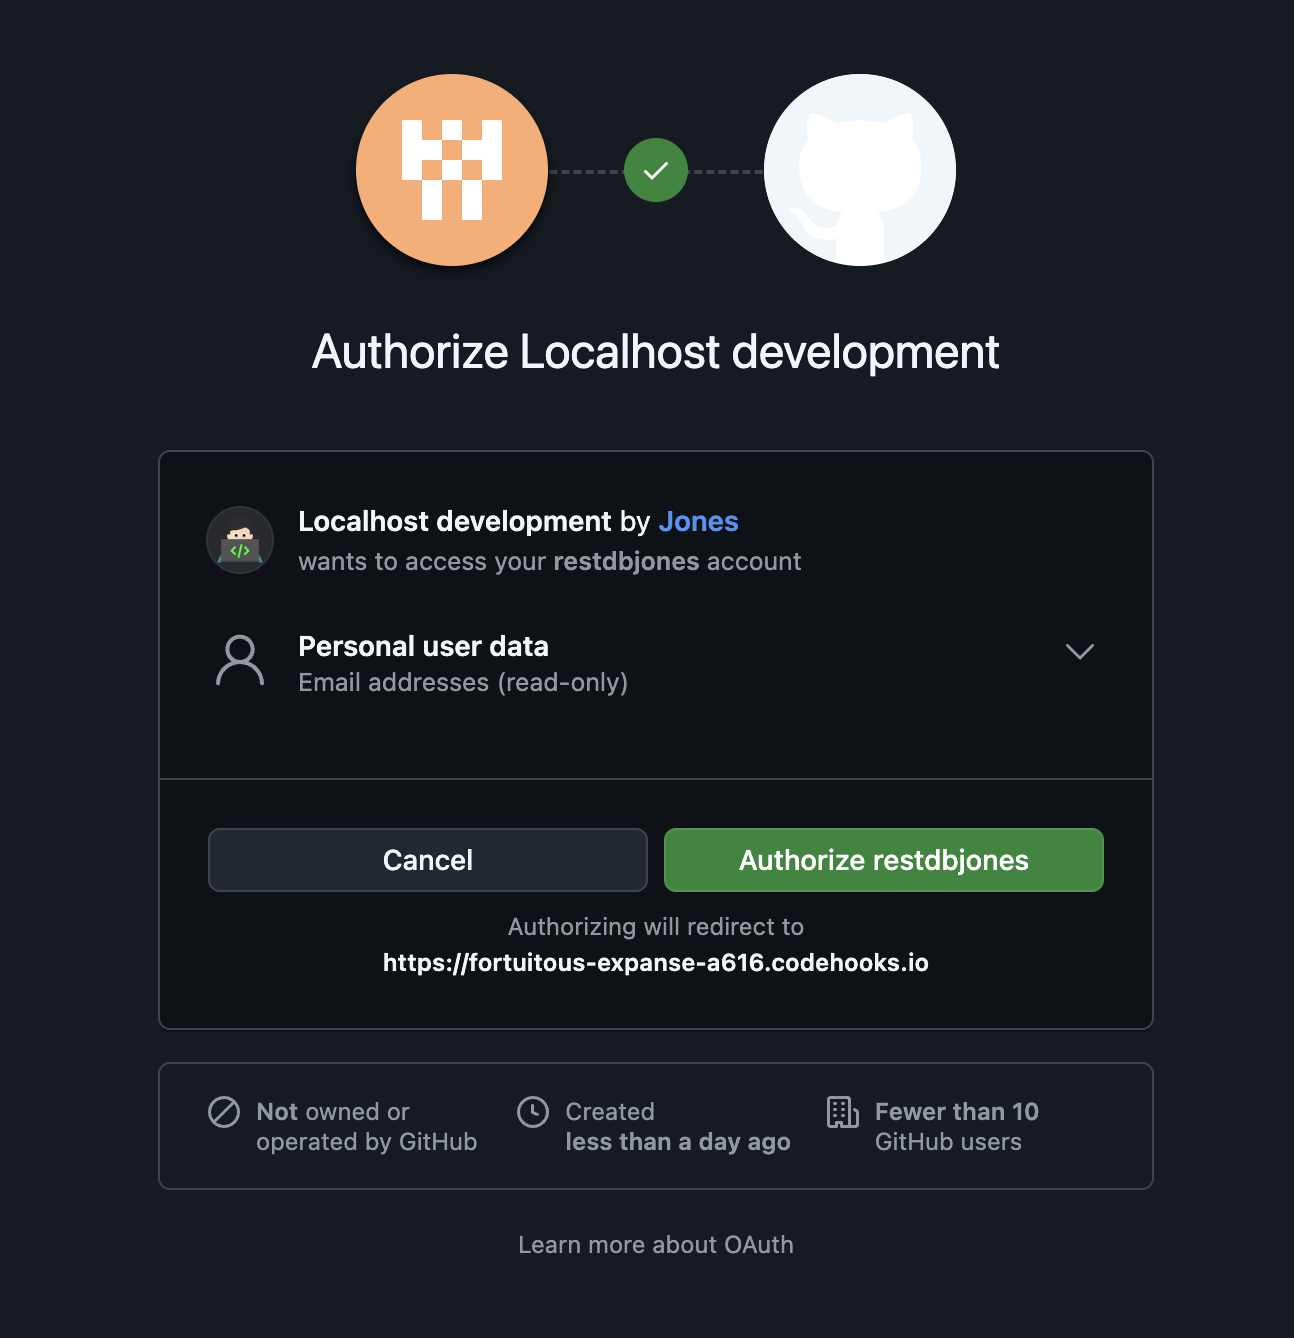 Authorize Localhost development
Localhost development by Jones
wants to access your restdbjones account
Personal user data
Email addresses (read-only)
Cancel
Authorize restdbjones
Authorizing will redirect to
https://fortuitous-expanse-a616.codehooks.io
Not owned or
operated by GitHub
Created
less than a day ago
Fewer than 10
GitHub users
Learn more about OAuth